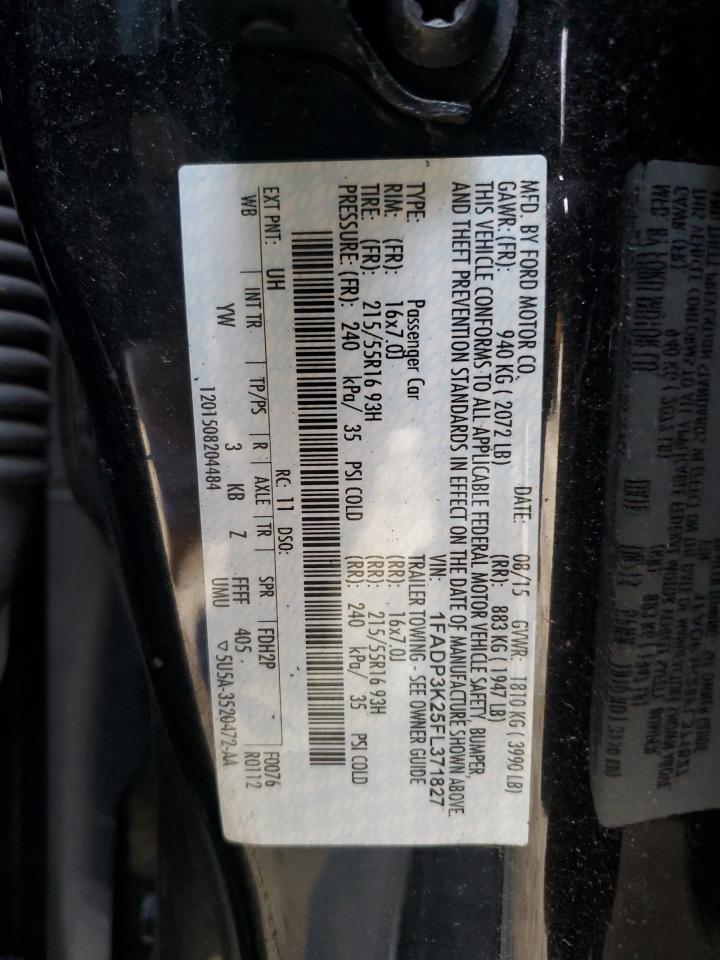 MFD. BY FORD MOTOR CO.
DATE: 08/15 GVWR: 1810 KG ( 3990 LB)
GAWR: (FR): 940 KG ( 2072 LB) (RR): 883 KG ( 1947 LB)
THIS VEHICLE CONFORMS TO ALL APPLICABLE FEDERAL MOTOR VEHICLE SAFETY, BUMPER,
AND THEFT PREVENTION STANDARDS IN EFFECT ON THE DATE OF MANUFACTURE SHOWN ABOVE.
VIN: 1FADP3K25FL371827
TYPE: Passenger Car TRAILER TOWING - SEE OWNER GUIDE
RIM: (FR): 16x7.0J (RR): 16x7.0J
TIRE: (FR): 215/55R16 93H (RR): 215/55R16 93H
PRESSURE: (FR): 240 kPa/ 35 PSI COLD (RR): 240 kPa/ 35 PSI COLD
EXT PNT: UH RC: 11 DSO: F0076
R0112
WB INT TR TP/PS R AXLE TR SPR FDH2P
YW 3 KB Z FFFF 405
UMU
1201508204484 ▽5U5A-3520472-AA